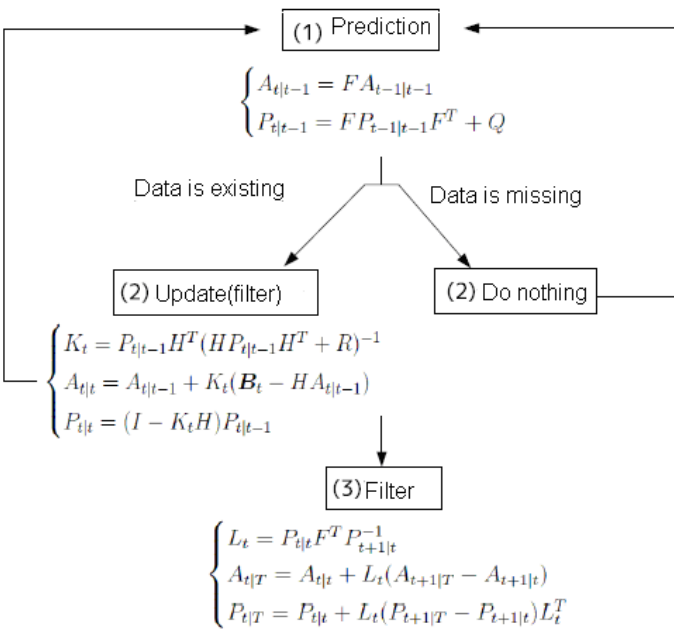 (1) Prediction
A_{t|t−1} = FA_{t−1|t−1}
P_{t|t−1} = FP_{t−1|t−1}F^T + Q
Data is existing
Data is missing
(2) Update(filter)
(2) Do nothing
K_t = P_{t|t−1}H^T(HP_{t|t−1}H^T + R)^{−1}
A_{t|t} = A_{t|t−1} + K_t(B_t − HA_{t|t−1})
P_{t|t} = (I − K_tH)P_{t|t−1}
(3) Filter
L_t = P_{t|t}F^TP_{t+1|t}^{−1}
A_{t|T} = A_{t|t} + L_t(A_{t+1|T} − A_{t+1|t})
P_{t|T} = P_{t|t} + L_t(P_{t+1|T} − P_{t+1|t})L_t^T